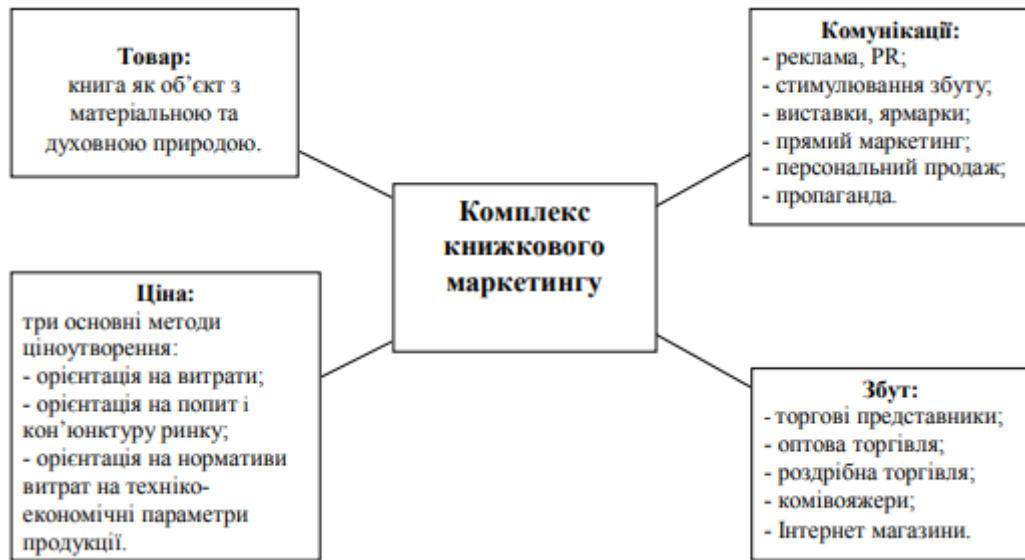 Товар:
книга як об’єкт з
матеріальною та
духовною природою.
Комунікації:
- реклама, PR;
- стимулювання збуту;
- виставки, ярмарки;
- прямий маркетинг;
- персональний продаж;
- пропаганда.
Комплекс
книжкового
маркетингу
Ціна:
три основні методи
ціноутворення:
- орієнтація на витрати;
- орієнтація на попит і
кон’юнктуру ринку;
- орієнтація на нормативи
витрат на техніко-
економічні параметри
продукції.
Збут:
- торгові представники;
- оптова торгівля;
- роздрібна торгівля;
- комівояжери;
- Інтернет магазини.